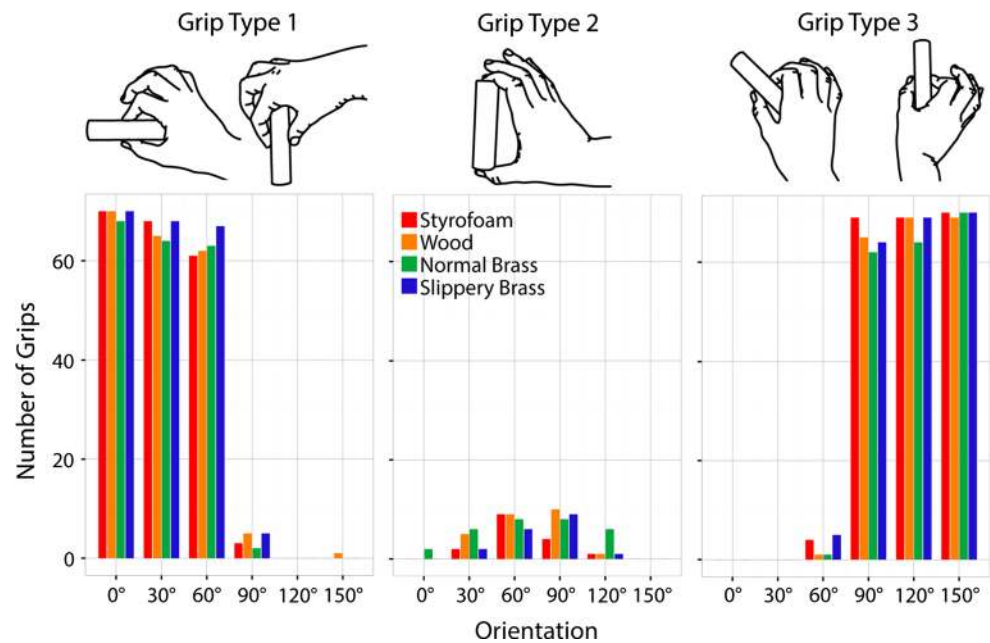 Grip Type 1 Grip Type 2 Grip Type 3
Number of Grips
60
40
20
0
Styrofoam
Wood
Normal Brass
Slippery Brass
0° 30° 60° 90° 120° 150° 0° 30° 60° 90° 120° 150° 0° 30° 60° 90° 120° 150°
Orientation